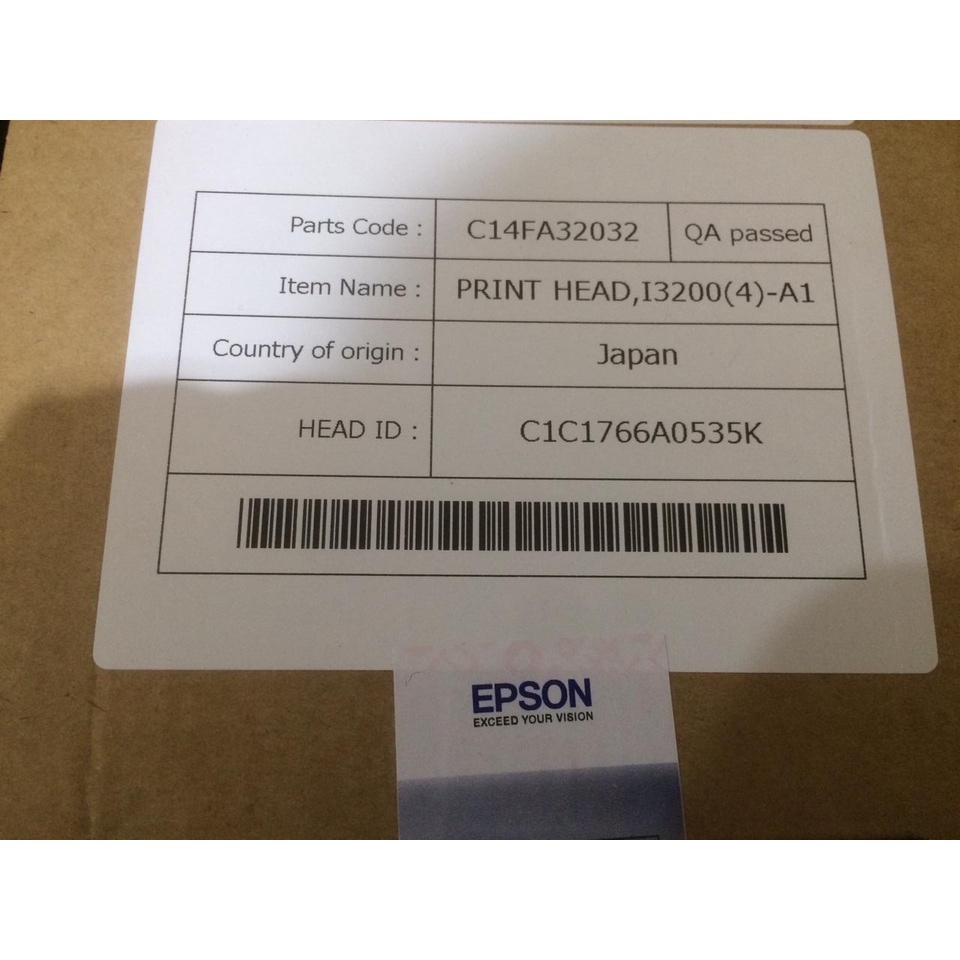 Parts Code : C14FA32032 QA passed
Item Name : PRINT HEAD,I3200(4)-A1
Country of origin : Japan
HEAD ID : C1C1766A0535K
EPSON
EXCEED YOUR VISION